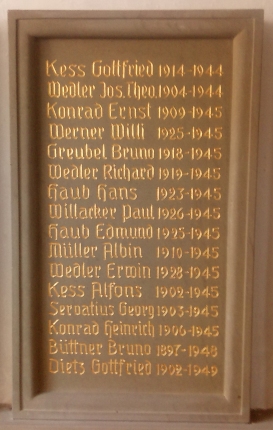 Kess Gottfried 1914-1944
Wedler Jos. Theo. 1904-1944
Konrad Ernst 1909-1945
Werner Willi 1925-1945
Greubel Bruno 1918-1945
Wedler Richard 1919-1945
Haub Hans 1923-1945
Willacker Paul 1926-1945
Haub Edmund 1925-1945
Müller Albin 1910-1945
Wedler Erwin 1928-1945
Kess Alfons 1902-1945
Servatius Georg 1903-1945
Konrad Heinrich 1900-1945
Büttner Bruno 1897-1948
Dietz Gottfried 1902-1949